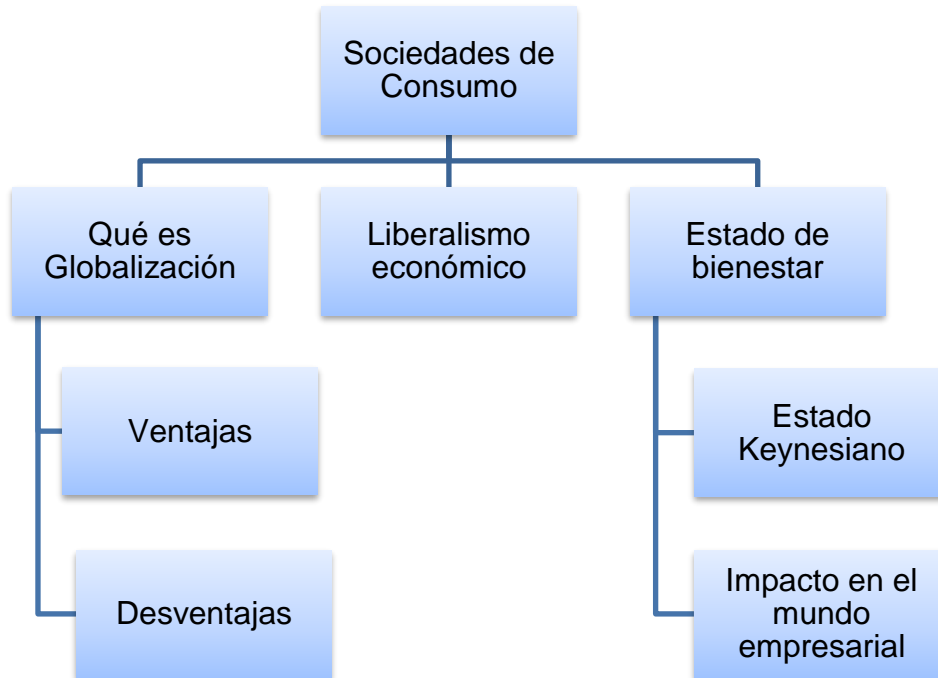 Sociedades de
Consumo
Qué es
Globalización
Liberalismo
económico
Estado de
bienestar
Ventajas
Estado
Keynesiano
Desventajas
Impacto en el
mundo
empresarial